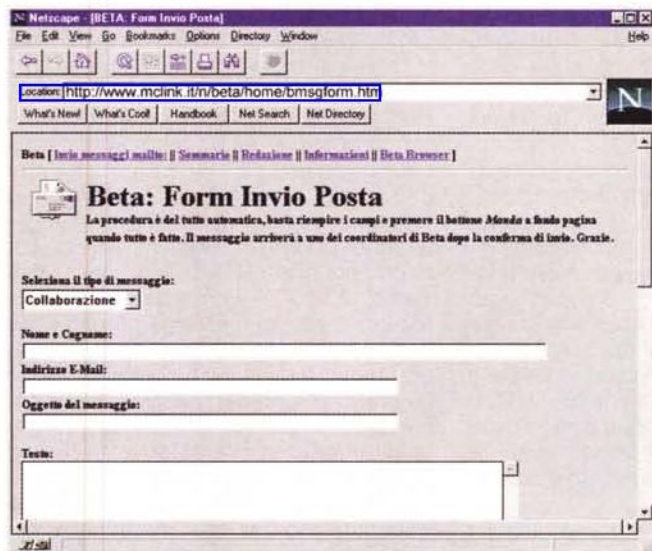 Netscape - [BETA: Form Invio Posta]
File Edit View Go Bookmarks Options Directory Window Help
Location: http://www.mclink.it/n/beta/home/bmsgform.htm
N
What's New! What's Cool! Handbook Net Search Net Directory
Beta [ Invio messaggi mailto: || Sommario || Redazione || Informazioni || Beta Browser ]
Beta: Form Invio Posta
La procedura è del tutto automatica, basta riempire i campi e premere il bottone Manda a fondo pagina
quando tutto è fatto. Il messaggio arriverà a uno dei coordinatori di Beta dopo la conferma di invio. Grazie.
Seleziona il tipo di messaggio:
Collaborazione
Nome e Cognome:
Indirizzo E-Mail:
Oggetto del messaggio:
Testo: